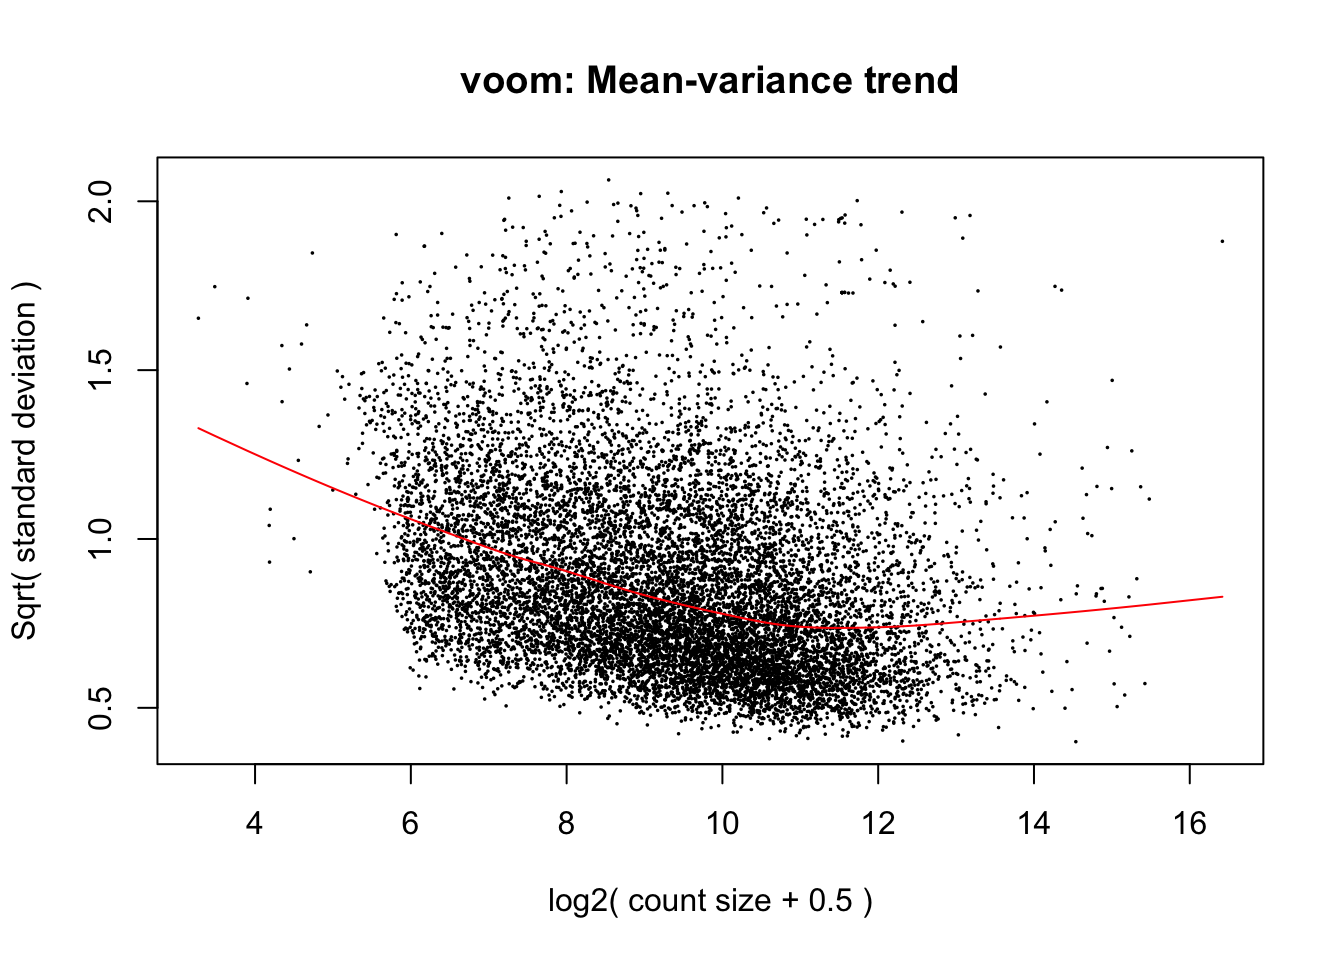 voom: Mean-variance trend
Sqrt( standard deviation )
2.0
1.5
1.0
0.5
4 6 8 10 12 14 16
log2( count size + 0.5 )